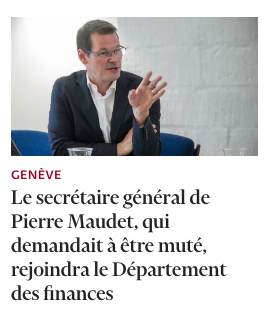 GENÈVE
Le secrétaire général de
Pierre Maudet, qui
demandait à être muté,
rejoindra le Département
des finances